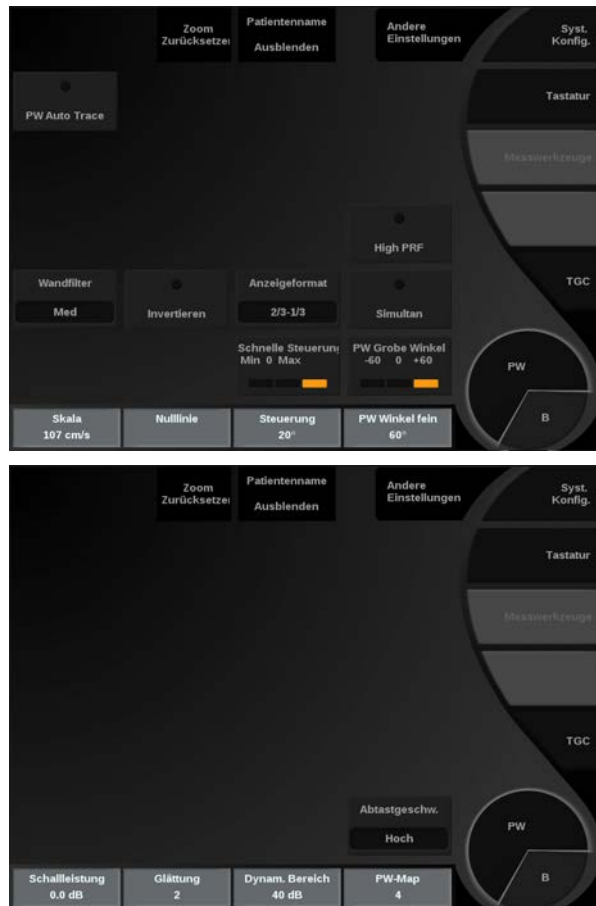 Zoom
Zurücksetzen
Patientenname
Ausblenden
Andere
Einstellungen
Syst.
Konfig.
PW Auto Trace
Tastatur
Messwerkzeuge
High PRF
Wandfilter
Med
Invertieren
Anzeigeformat
2/3-1/3
Simultan
TGC
Schnelle Steuerung
Min 0 Max
PW Grobe Winkel
-60 0 +60
PW
B
Skala
107 cm/s
Nulllinie
Steuerung
20°
PW Winkel fein
60°
Zoom
Zurücksetzen
Patientenname
Ausblenden
Andere
Einstellungen
Syst.
Konfig.
Tastatur
Messwerkzeuge
TGC
Abtastgeschw.
Hoch
PW
B
Schallleistung
0.0 dB
Glättung
2
Dynam. Bereich
40 dB
PW-Map
4